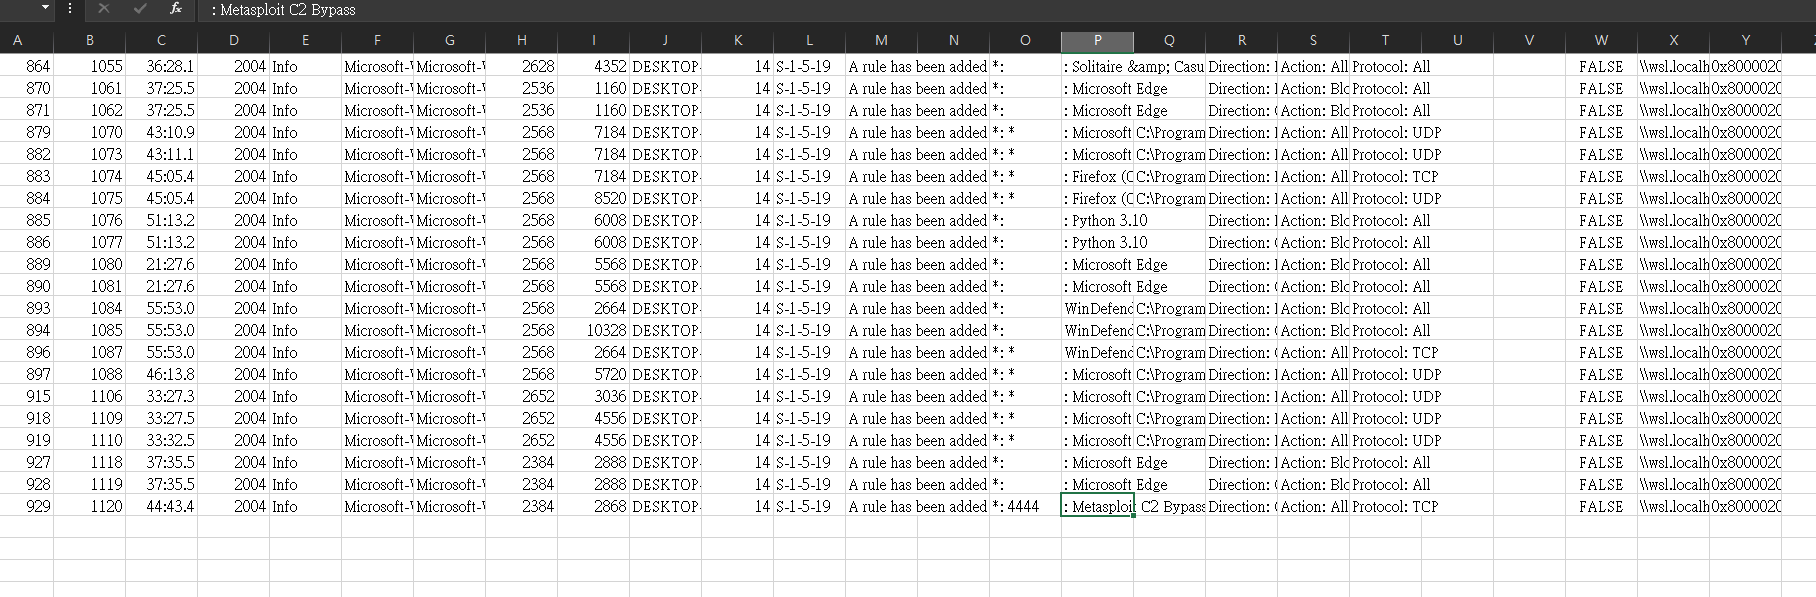 fx : Metasploit C2 Bypass
A B C D E F G H I J K L M N O P Q R S T U V W X Y
864 1055 36:28.1 2004 Info Microsoft- Microsoft- 2628 4352 DESKTOP- 14 S-1-5-19 A rule has been added *: : Solitaire &amp; Casu Direction: Action: All Protocol: All FALSE \\wsl.localh 0x8000020
870 1061 37:25.5 2004 Info Microsoft- Microsoft- 2536 1160 DESKTOP- 14 S-1-5-19 A rule has been added *: : Microsoft Edge Direction: Action: Blo Protocol: All FALSE \\wsl.localh 0x8000020
871 1062 37:25.5 2004 Info Microsoft- Microsoft- 2536 1160 DESKTOP- 14 S-1-5-19 A rule has been added *: : Microsoft Edge Direction: Action: Blo Protocol: All FALSE \\wsl.localh 0x8000020
879 1070 43:10.9 2004 Info Microsoft- Microsoft- 2568 7184 DESKTOP- 14 S-1-5-19 A rule has been added *: * : Microsoft C:\Program Direction: Action: All Protocol: UDP FALSE \\wsl.localh 0x8000020
882 1073 43:11.1 2004 Info Microsoft- Microsoft- 2568 7184 DESKTOP- 14 S-1-5-19 A rule has been added *: * : Microsoft C:\Program Direction: Action: All Protocol: UDP FALSE \\wsl.localh 0x8000020
883 1074 45:05.4 2004 Info Microsoft- Microsoft- 2568 7184 DESKTOP- 14 S-1-5-19 A rule has been added *: * : Firefox (C C:\Program Direction: Action: All Protocol: TCP FALSE \\wsl.localh 0x8000020
884 1075 45:05.4 2004 Info Microsoft- Microsoft- 2568 8520 DESKTOP- 14 S-1-5-19 A rule has been added *: * : Firefox (C C:\Program Direction: Action: All Protocol: UDP FALSE \\wsl.localh 0x8000020
885 1076 51:13.2 2004 Info Microsoft- Microsoft- 2568 6008 DESKTOP- 14 S-1-5-19 A rule has been added *: : Python 3.10 Direction: Action: Blo Protocol: All FALSE \\wsl.localh 0x8000020
886 1077 51:13.2 2004 Info Microsoft- Microsoft- 2568 6008 DESKTOP- 14 S-1-5-19 A rule has been added *: : Python 3.10 Direction: Action: Blo Protocol: All FALSE \\wsl.localh 0x8000020
889 1080 21:27.6 2004 Info Microsoft- Microsoft- 2568 5568 DESKTOP- 14 S-1-5-19 A rule has been added *: : Microsoft Edge Direction: Action: Blo Protocol: All FALSE \\wsl.localh 0x8000020
890 1081 21:27.6 2004 Info Microsoft- Microsoft- 2568 5568 DESKTOP- 14 S-1-5-19 A rule has been added *: : Microsoft Edge Direction: Action: Blo Protocol: All FALSE \\wsl.localh 0x8000020
893 1084 55:53.0 2004 Info Microsoft- Microsoft- 2568 2664 DESKTOP- 14 S-1-5-19 A rule has been added *: WinDefend C:\Program Direction: Action: Blo Protocol: All FALSE \\wsl.localh 0x8000020
894 1085 55:53.0 2004 Info Microsoft- Microsoft- 2568 10328 DESKTOP- 14 S-1-5-19 A rule has been added *: WinDefend C:\Program Direction: Action: Blo Protocol: All FALSE \\wsl.localh 0x8000020
896 1087 55:53.0 2004 Info Microsoft- Microsoft- 2568 2664 DESKTOP- 14 S-1-5-19 A rule has been added *: * WinDefend C:\Program Direction: Action: All Protocol: TCP FALSE \\wsl.localh 0x8000020
897 1088 46:13.8 2004 Info Microsoft- Microsoft- 2568 5720 DESKTOP- 14 S-1-5-19 A rule has been added *: * : Microsoft C:\Program Direction: Action: All Protocol: UDP FALSE \\wsl.localh 0x8000020
915 1106 33:27.3 2004 Info Microsoft- Microsoft- 2652 3036 DESKTOP- 14 S-1-5-19 A rule has been added *: * : Microsoft C:\Program Direction: Action: All Protocol: UDP FALSE \\wsl.localh 0x8000020
918 1109 33:27.5 2004 Info Microsoft- Microsoft- 2652 4556 DESKTOP- 14 S-1-5-19 A rule has been added *: * : Microsoft C:\Program Direction: Action: All Protocol: UDP FALSE \\wsl.localh 0x8000020
919 1110 33:32.5 2004 Info Microsoft- Microsoft- 2652 4556 DESKTOP- 14 S-1-5-19 A rule has been added *: * : Microsoft C:\Program Direction: Action: All Protocol: UDP FALSE \\wsl.localh 0x8000020
927 1118 37:35.5 2004 Info Microsoft- Microsoft- 2384 2888 DESKTOP- 14 S-1-5-19 A rule has been added *: : Microsoft Edge Direction: Action: Blo Protocol: All FALSE \\wsl.localh 0x8000020
928 1119 37:35.5 2004 Info Microsoft- Microsoft- 2384 2888 DESKTOP- 14 S-1-5-19 A rule has been added *: : Microsoft Edge Direction: Action: Blo Protocol: All FALSE \\wsl.localh 0x8000020
929 1120 44:43.4 2004 Info Microsoft- Microsoft- 2384 2868 DESKTOP- 14 S-1-5-19 A rule has been added *: 4444 : Metasploit C2 Bypass Direction: Action: All Protocol: TCP FALSE \\wsl.localh 0x8000020